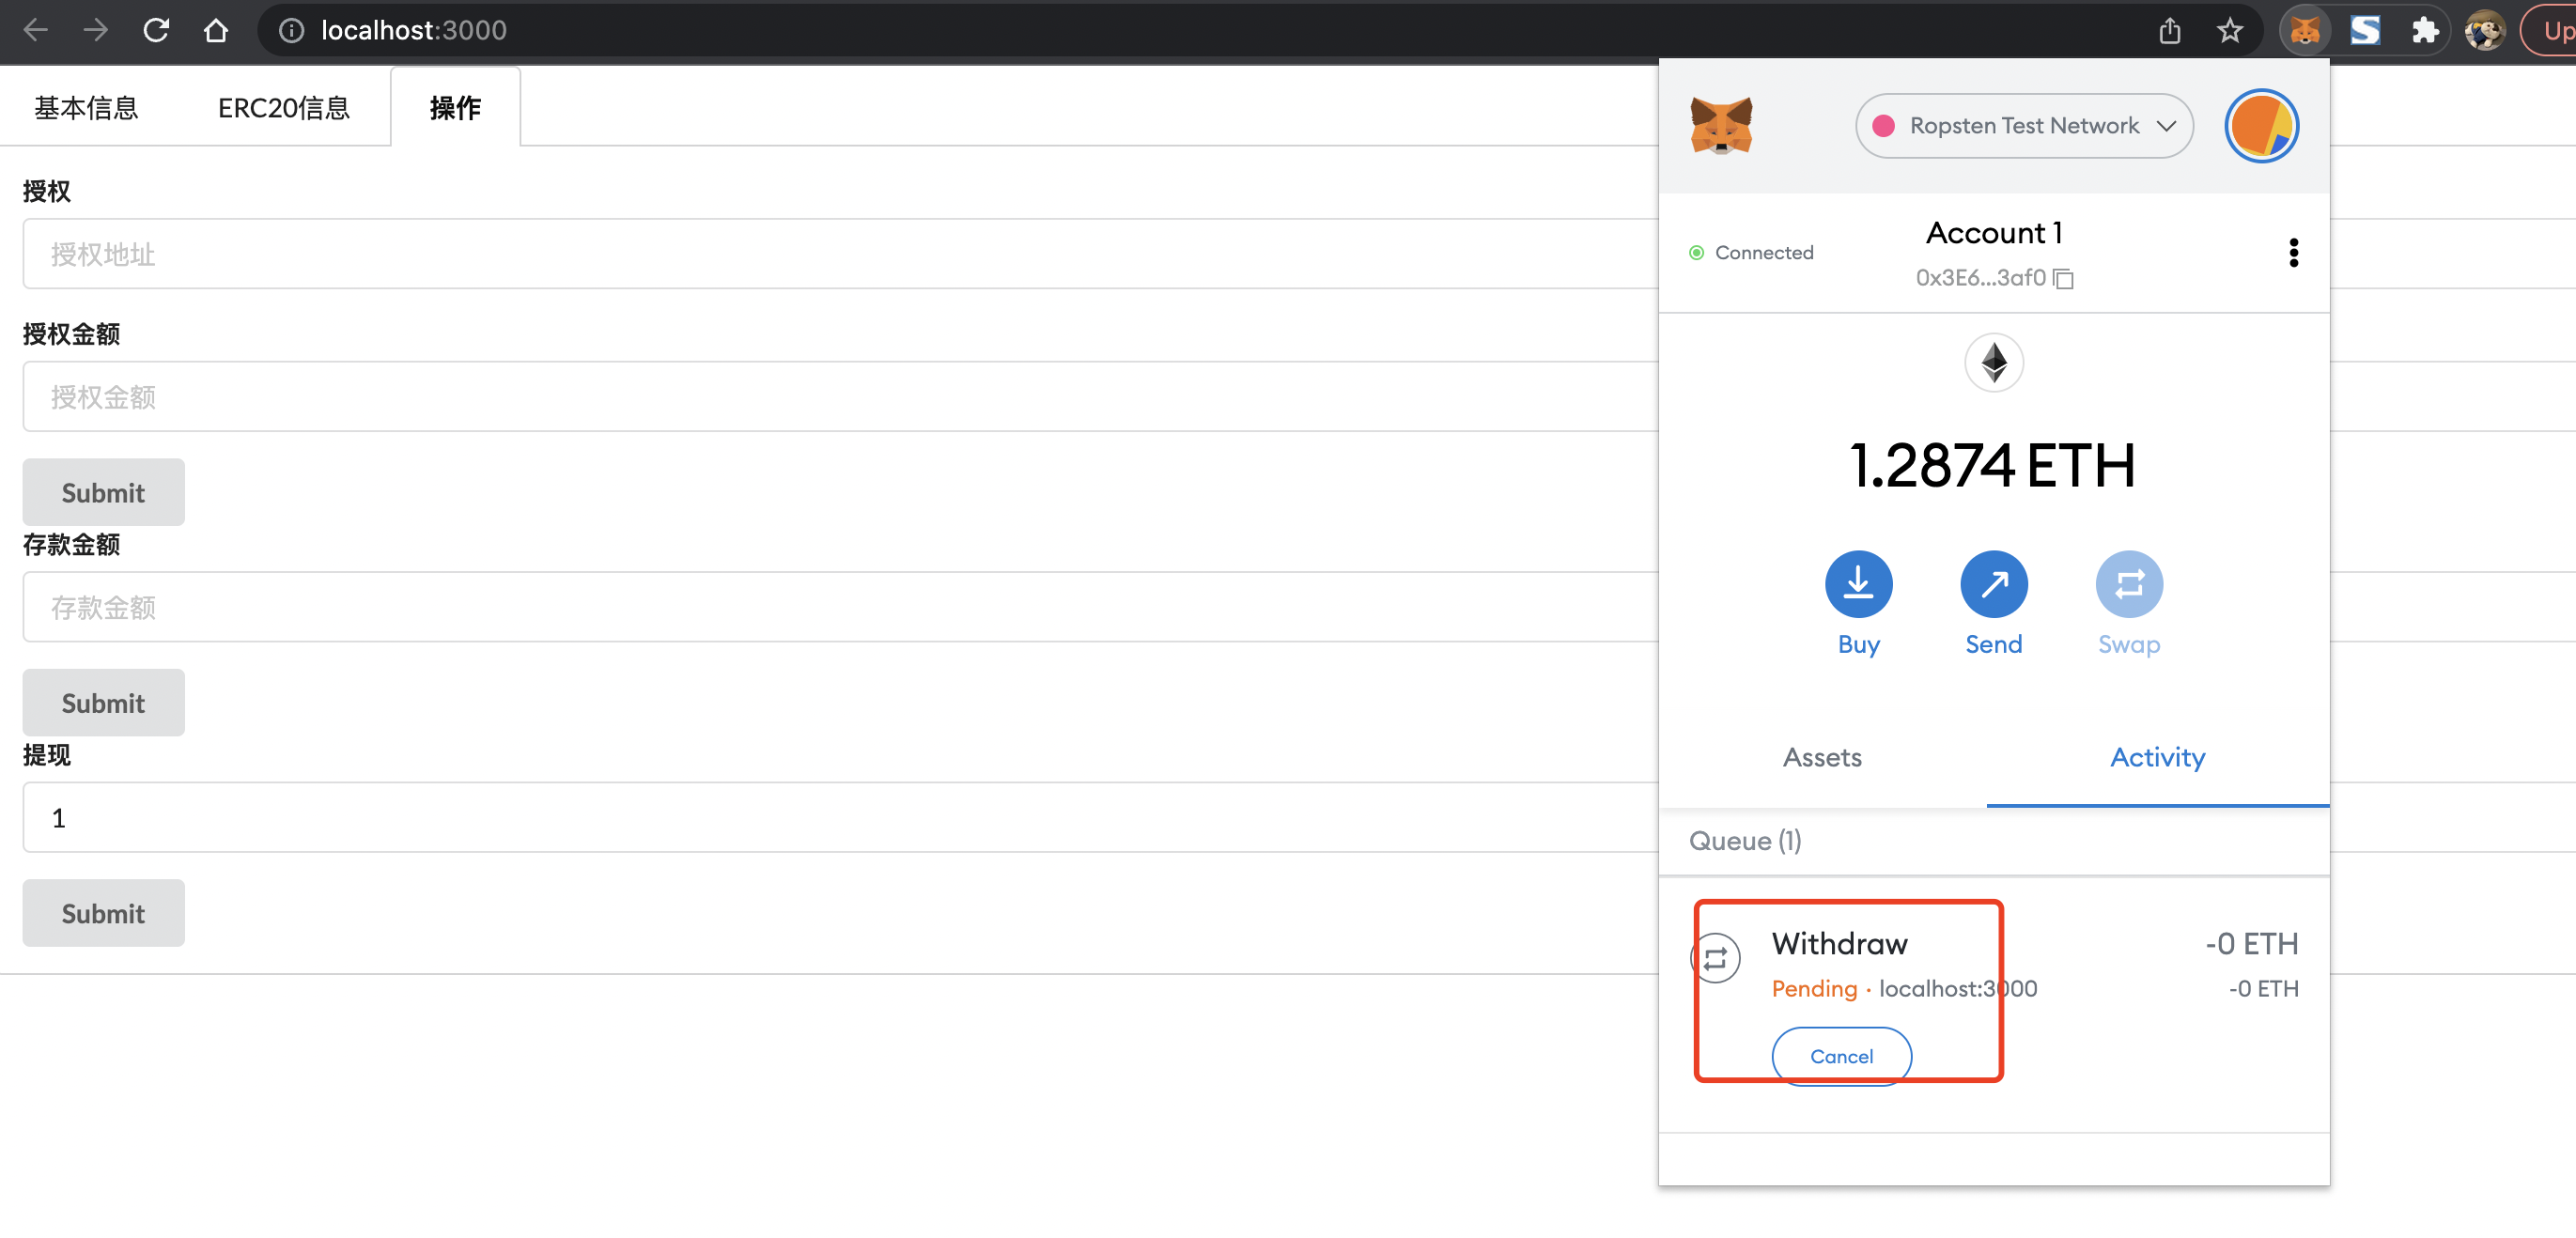 localhost:3000
Up
基本信息
ERC20信息
操作
授权
授权地址
授权金额
授权金额
Submit
存款金额
存款金额
Submit
提现
1
Submit
Ropsten Test Network
Connected
Account 1
0x3E6...3af0
1.2874 ETH
Buy
Send
Swap
Assets
Activity
Queue (1)
Withdraw
-0 ETH
Pending · localhost:3000
-0 ETH
Cancel